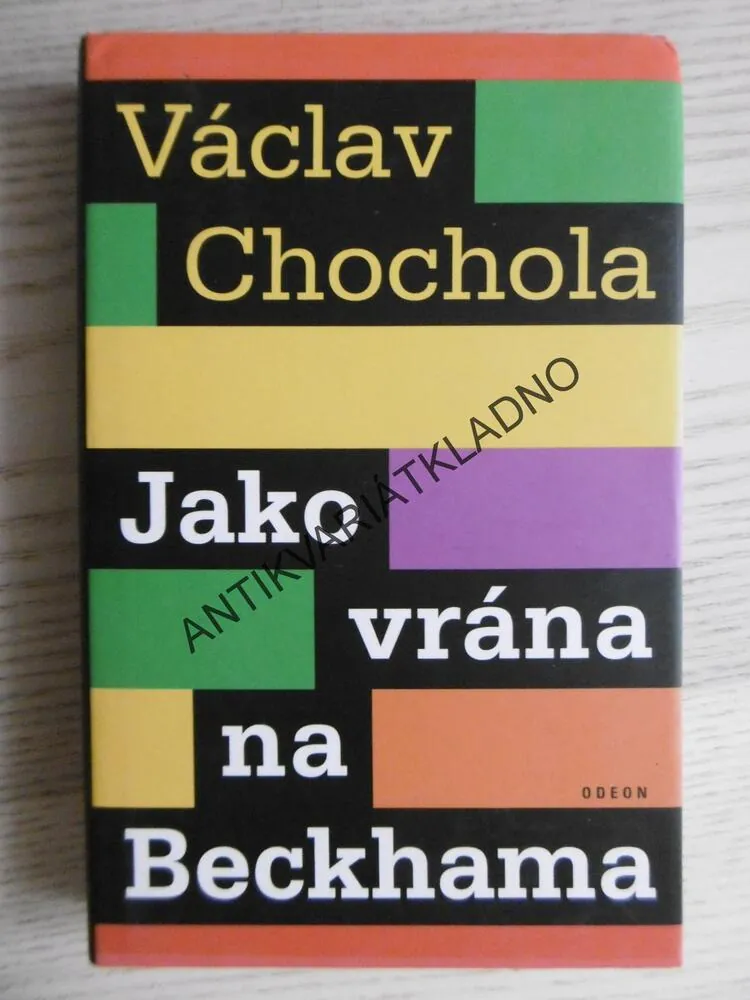 Václav
Chochola
Jako
vrána
na
Beckhama
ODEON
ANTIKVARIÁTKLADNO